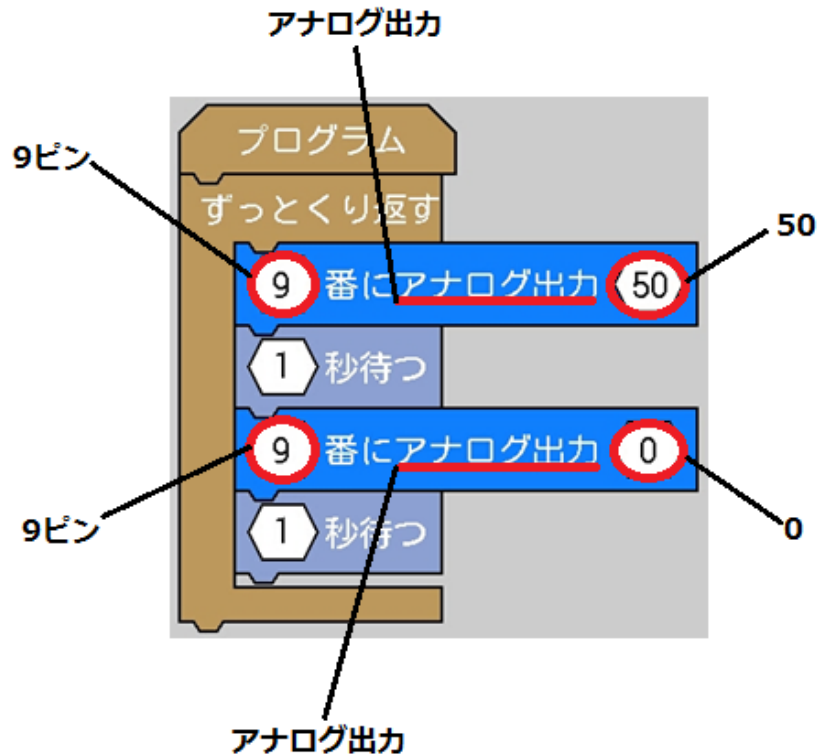 アナログ出力
プログラム
9ピン
ずっとくり返す
50
9 番にアナログ出力 50
1 秒待つ
9 番にアナログ出力 0
1 秒待つ
9ピン
0
アナログ出力